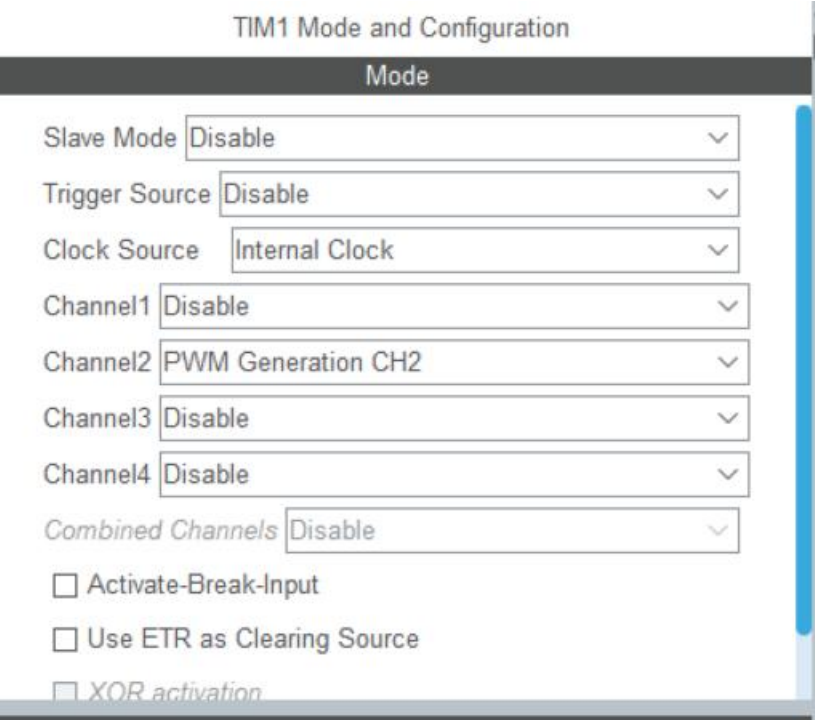 TIM1 Mode and Configuration
Mode
Slave Mode Disable
Trigger Source Disable
Clock Source Internal Clock
Channel1 Disable
Channel2 PWM Generation CH2
Channel3 Disable
Channel4 Disable
Combined Channels Disable
Activate-Break-Input
Use ETR as Clearing Source
XOR activation